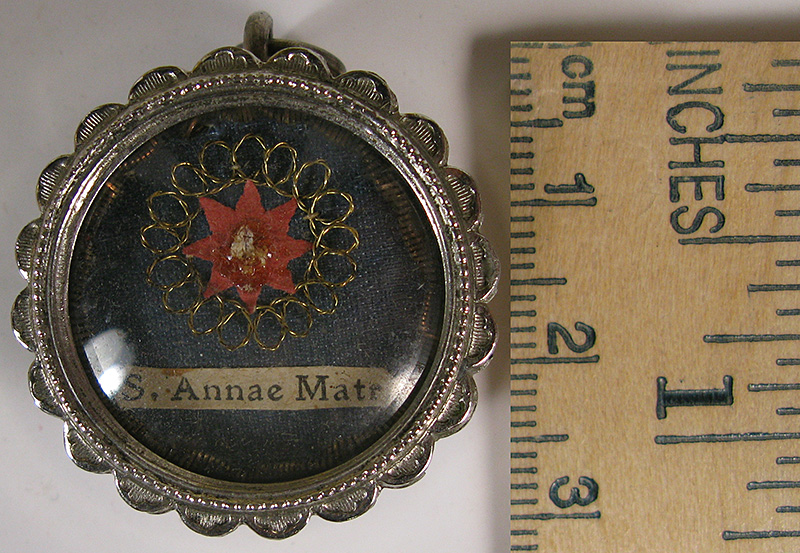 S. Annae Matr
cm
1
2
3
INCHES
1